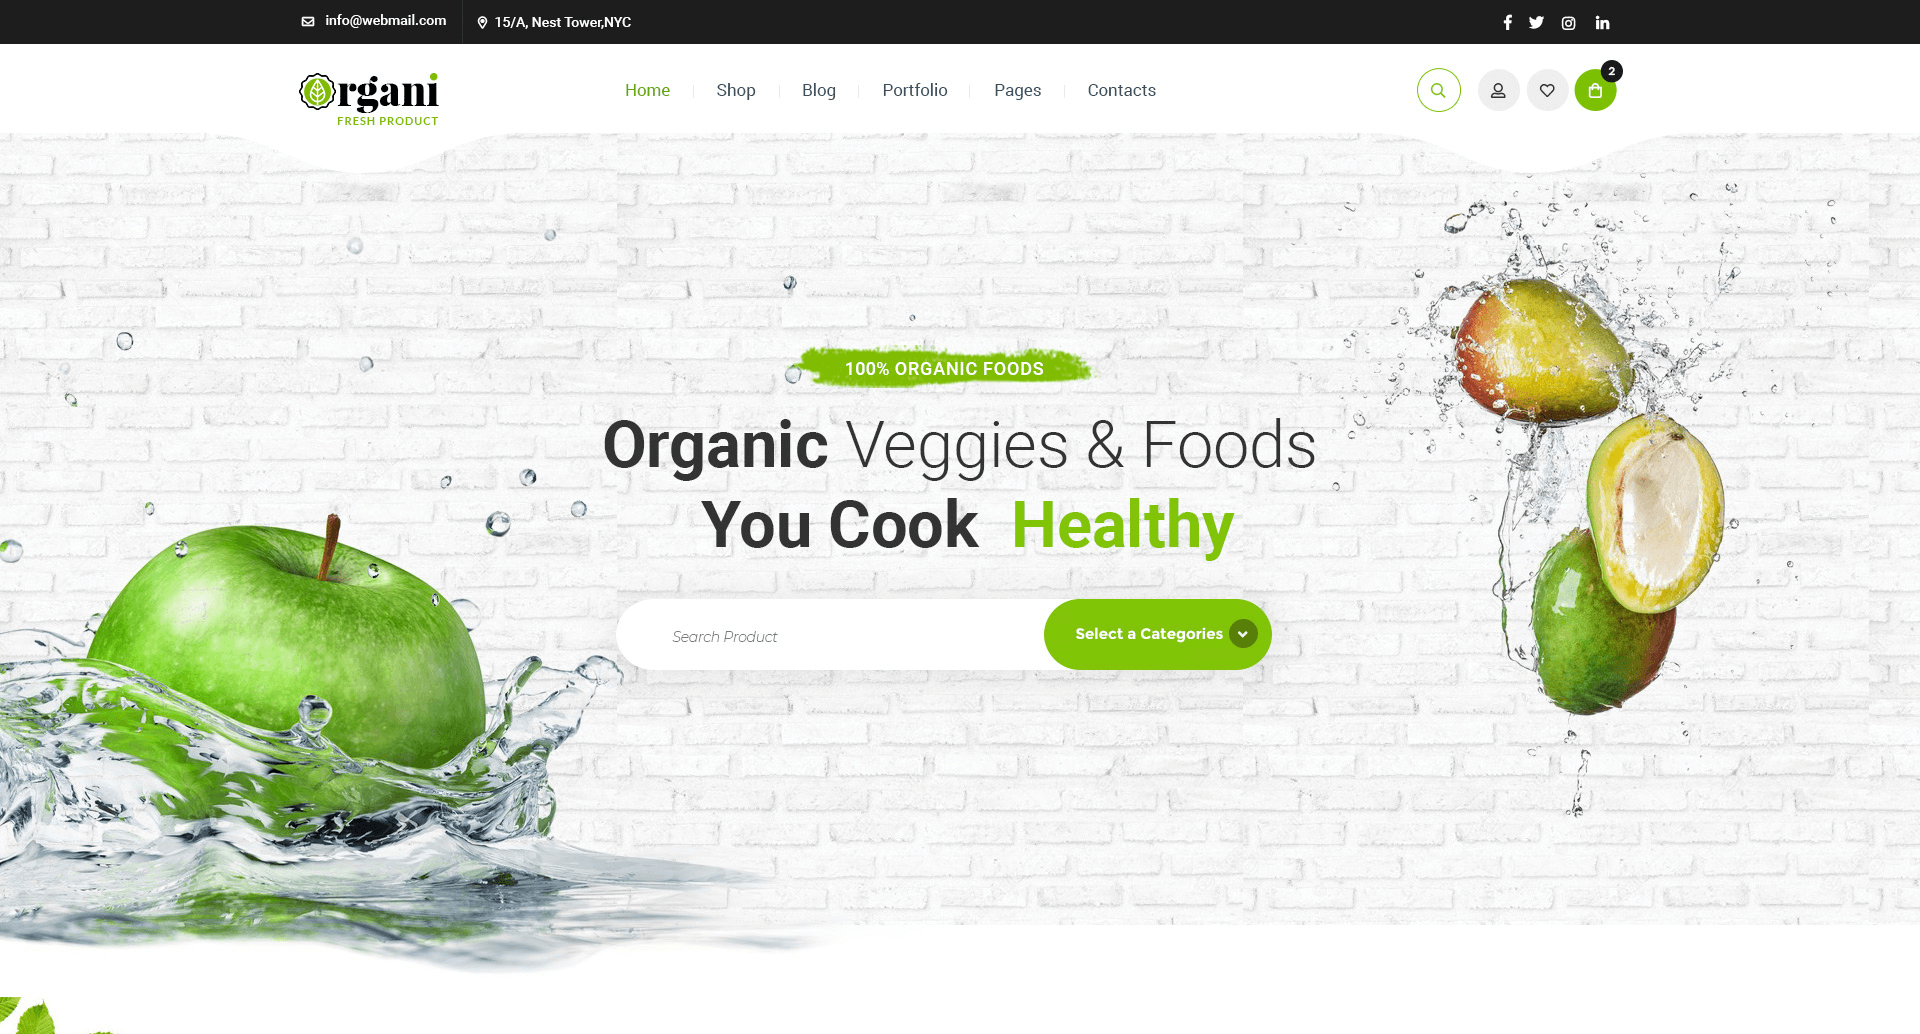 info@webmail.com
15/A, Nest Tower,NYC
Organi
FRESH PRODUCT
Home
Shop
Blog
Portfolio
Pages
Contacts
2
100% ORGANIC FOODS
Organic Veggies & Foods
You Cook Healthy
Search Product
Select a Categories